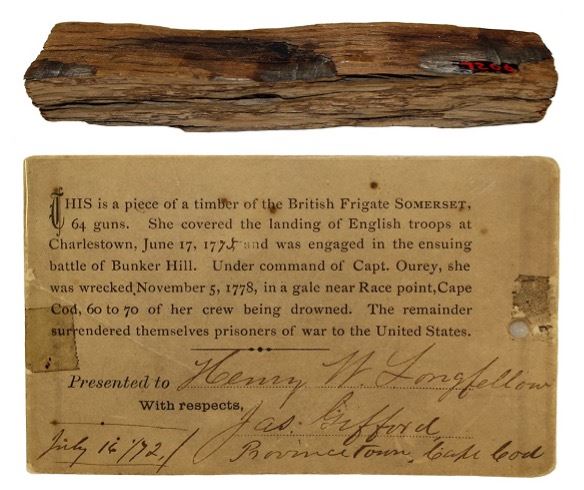 7200
THIS is a piece of a timber of the British Frigate SOMERSET,
64 guns. She covered the landing of English troops at
Charlestown, June 17, 1775 and was engaged in the ensuing
battle of Bunker Hill. Under command of Capt. Ourey, she
was wrecked November 5, 1778, in a gale near Race point, Cape
Cod, 60 to 70 of her crew being drowned. The remainder
surrendered themselves prisoners of war to the United States.
Presented to Henry W. Longfellow
With respects,
Jas. Gifford,
July 16 '72, Provincetown, Cape Cod